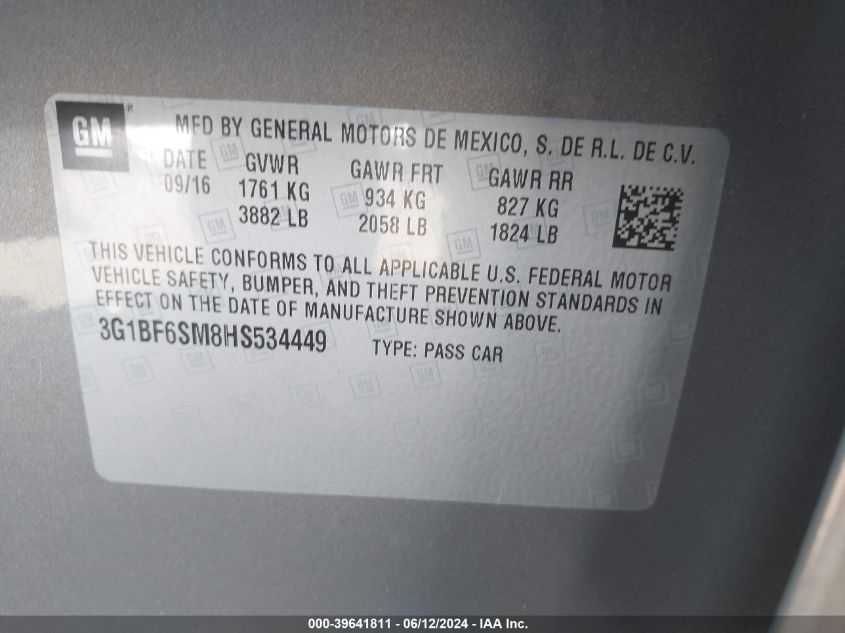 GM ®
MFD BY GENERAL MOTORS DE MEXICO, S. DE R.L. DE C.V.
DATE GVWR GAWR FRT GAWR RR
09/16 1761 KG 934 KG 827 KG
3882 LB 2058 LB 1824 LB
THIS VEHICLE CONFORMS TO ALL APPLICABLE U.S. FEDERAL MOTOR
VEHICLE SAFETY, BUMPER, AND THEFT PREVENTION STANDARDS IN
EFFECT ON THE DATE OF MANUFACTURE SHOWN ABOVE.
3G1BF6SM8HS534449 TYPE: PASS CAR
000-39641811 - 06/12/2024 - IAA Inc.